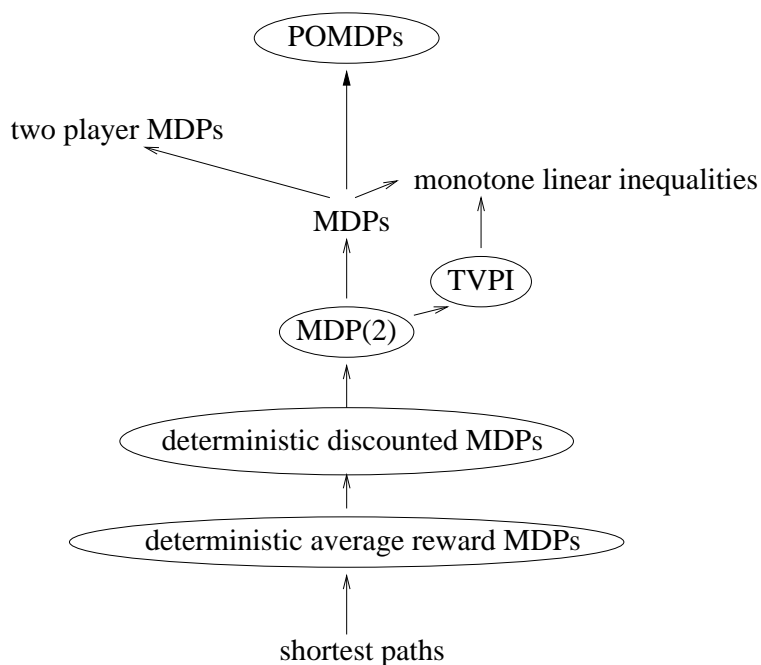 POMDPs
two player MDPs
monotone linear inequalities
MDPs
TVPI
MDP(2)
deterministic discounted MDPs
deterministic average reward MDPs
shortest paths